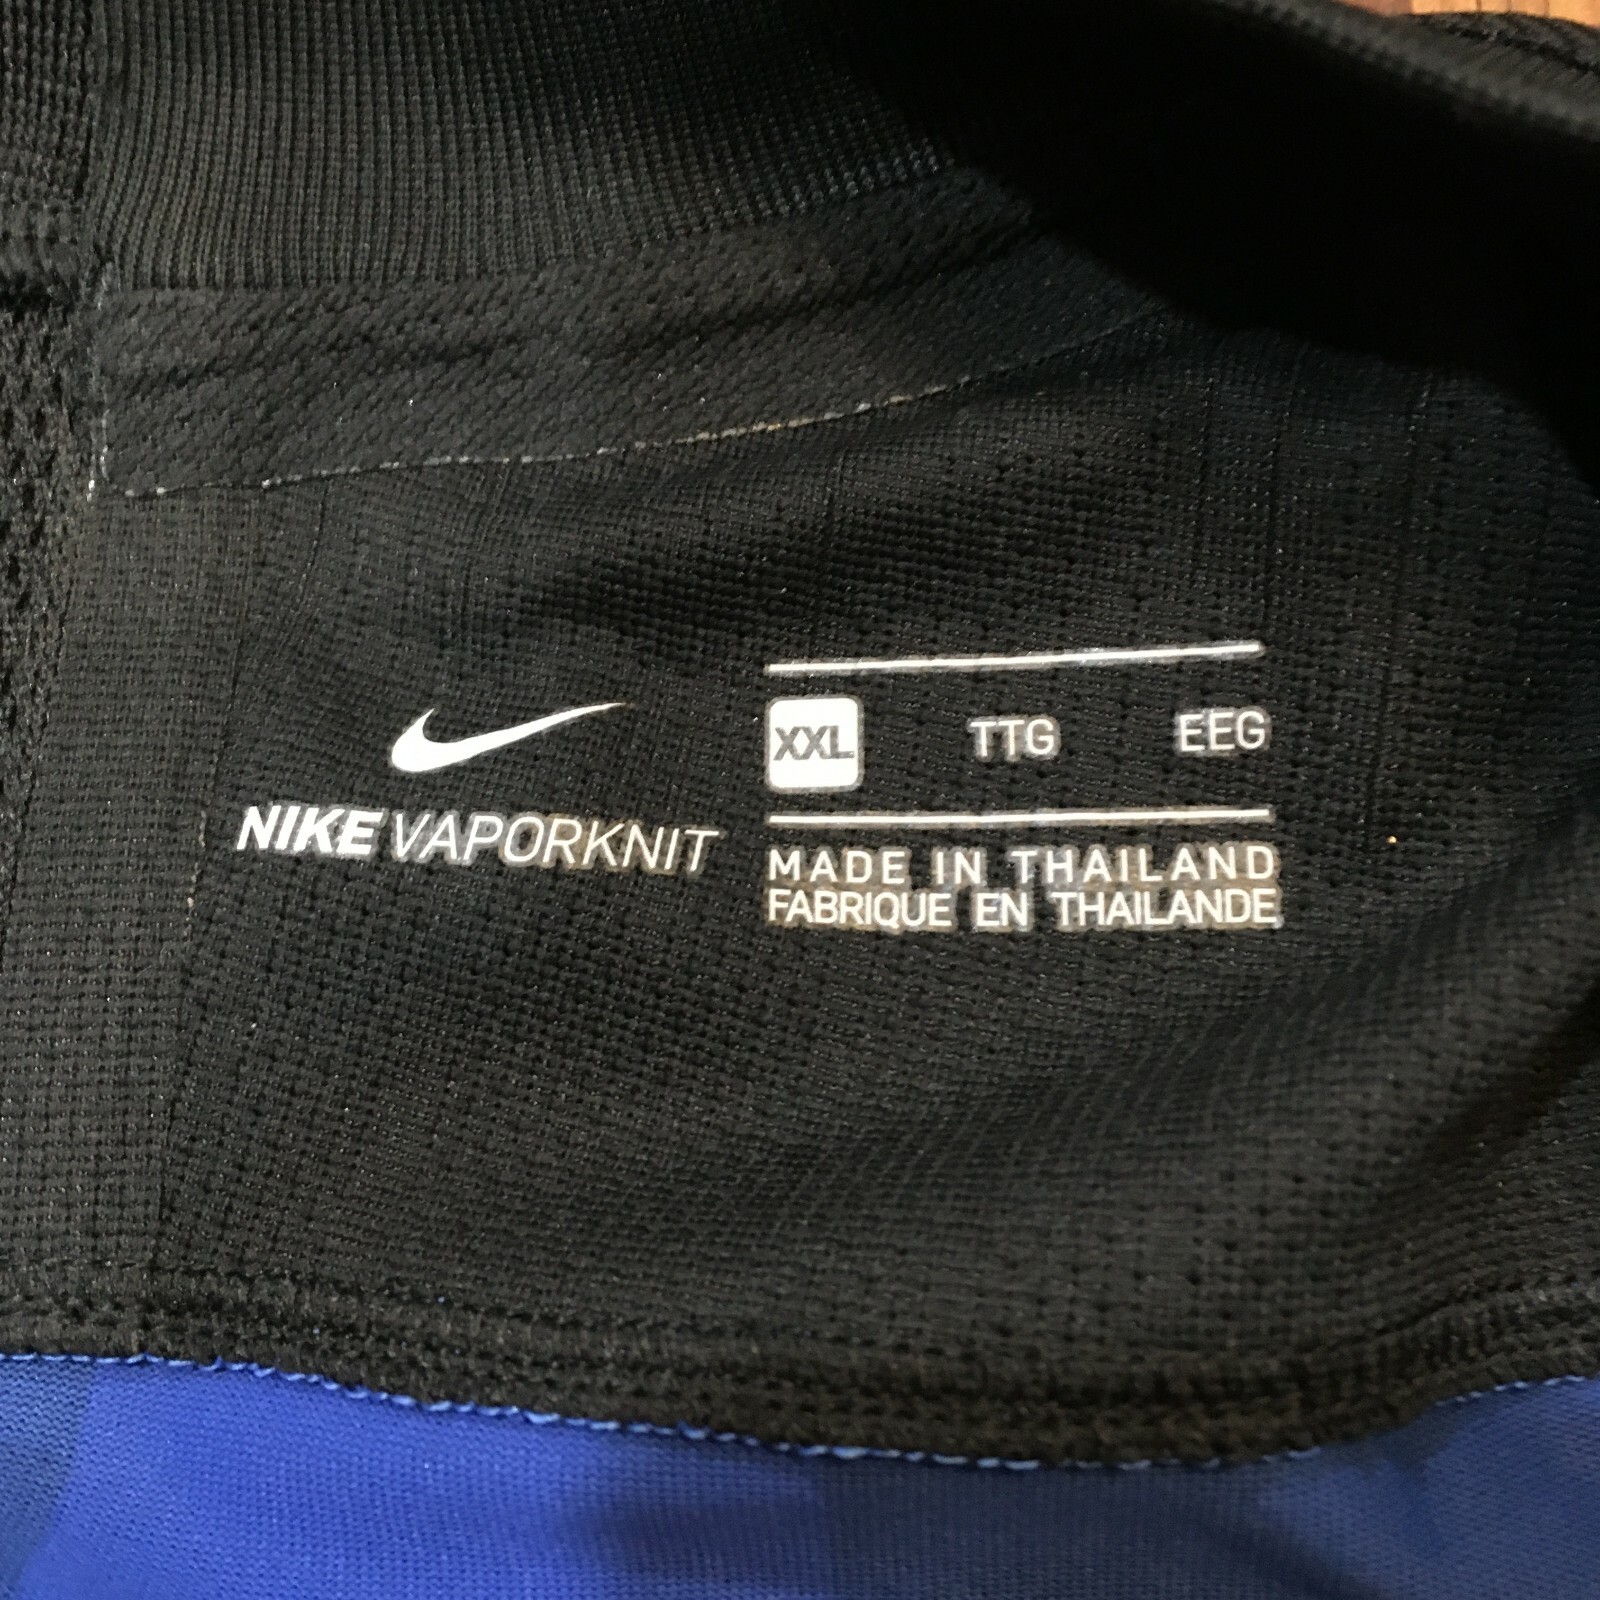 NIKE VAPORKNIT
XXL TTG EEG
MADE IN THAILAND
FABRIQUE EN THAILANDE